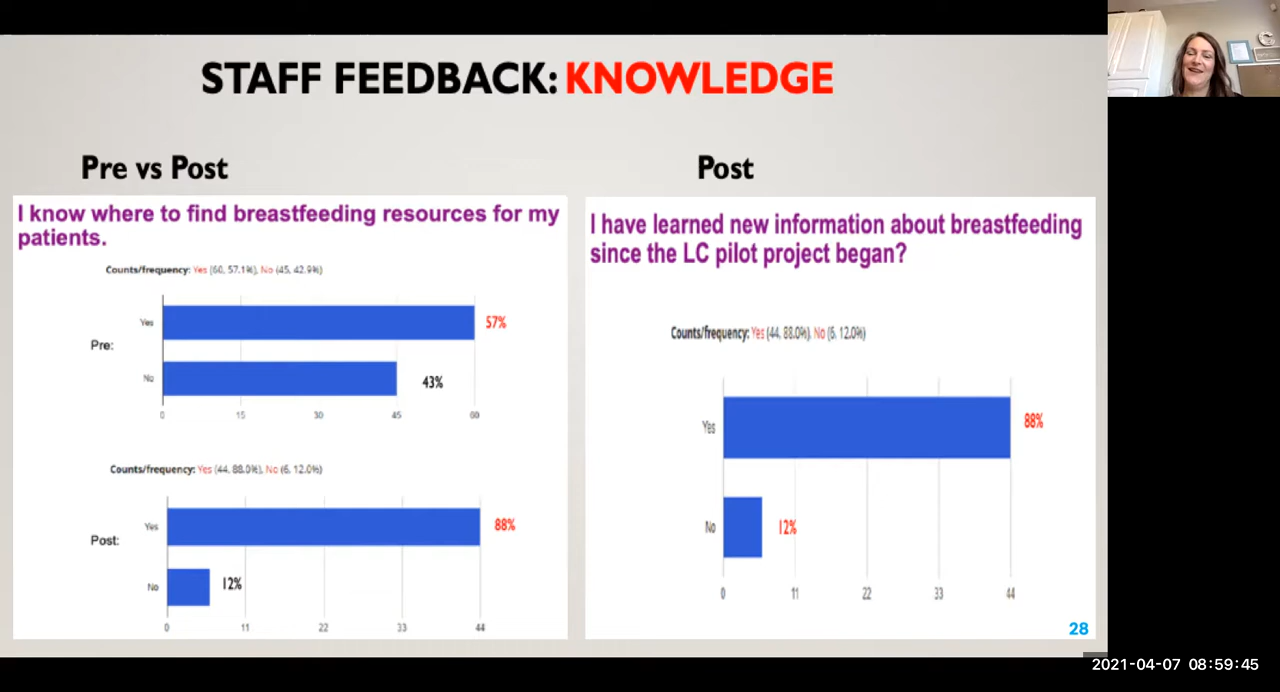 STAFF FEEDBACK: KNOWLEDGE
Pre vs Post
I know where to find breastfeeding resources for my
patients.
Counts/frequency: Yes (60, 57.1%), No (45, 42.9%)
Pre:
Yes
57%
No
43%
0 15 30 45 60
Counts/frequency: Yes (44, 88.0%), No (6, 12.0%)
Post:
Yes
88%
No
12%
0 11 22 33 44
Post
I have learned new information about breastfeeding
since the LC pilot project began?
Counts/frequency: Yes (44, 88.0%), No (6, 12.0%)
Yes
88%
No
12%
0 11 22 33 44
28
2021-04-07 08:59:45